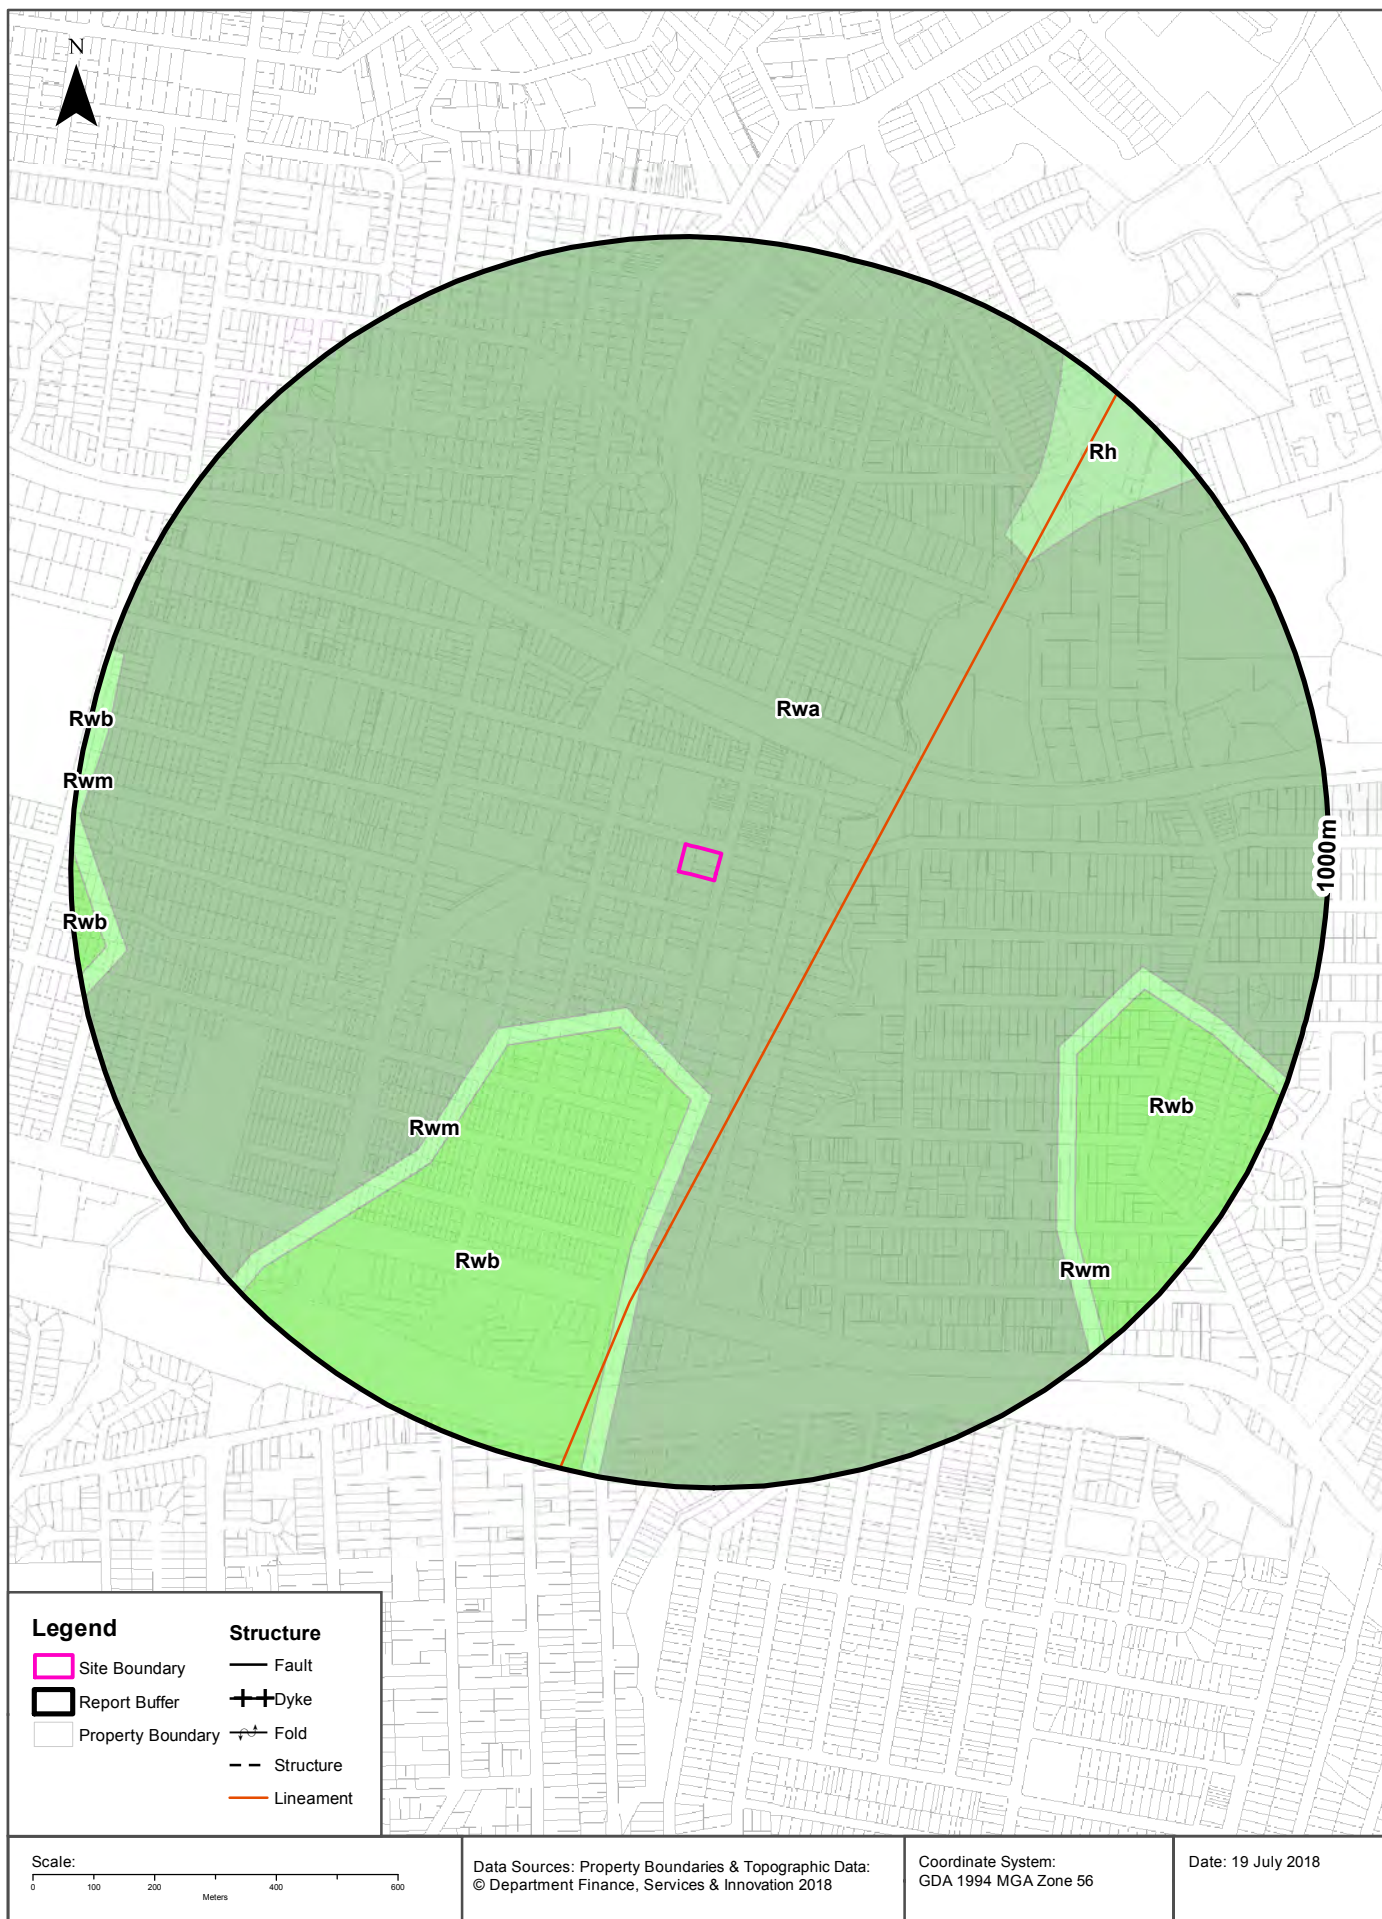 N
Rh
Rwa
Rwb
Rwm
1000m
Rwb
Rwb
Rwm
Rwb
Rwm
Legend
Site Boundary
Report Buffer
Property Boundary
Structure
Fault
Dyke
Fold
Structure
Lineament
Scale:
0 100 200 400 600
Meters
Data Sources: Property Boundaries & Topographic Data:
© Department Finance, Services & Innovation 2018
Coordinate System:
GDA 1994 MGA Zone 56
Date: 19 July 2018